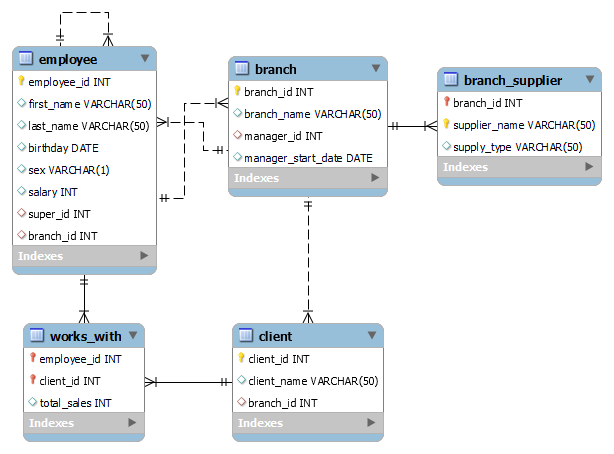 employee
employee_id INT
first_name VARCHAR(50)
last_name VARCHAR(50)
birthday DATE
sex VARCHAR(1)
salary INT
super_id INT
branch_id INT
Indexes
branch
branch_id INT
branch_name VARCHAR(50)
manager_id INT
manager_start_date DATE
Indexes
branch_supplier
branch_id INT
supplier_name VARCHAR(50)
supply_type VARCHAR(50)
Indexes
works_with
employee_id INT
client_id INT
total_sales INT
Indexes
client
client_id INT
client_name VARCHAR(50)
branch_id INT
Indexes